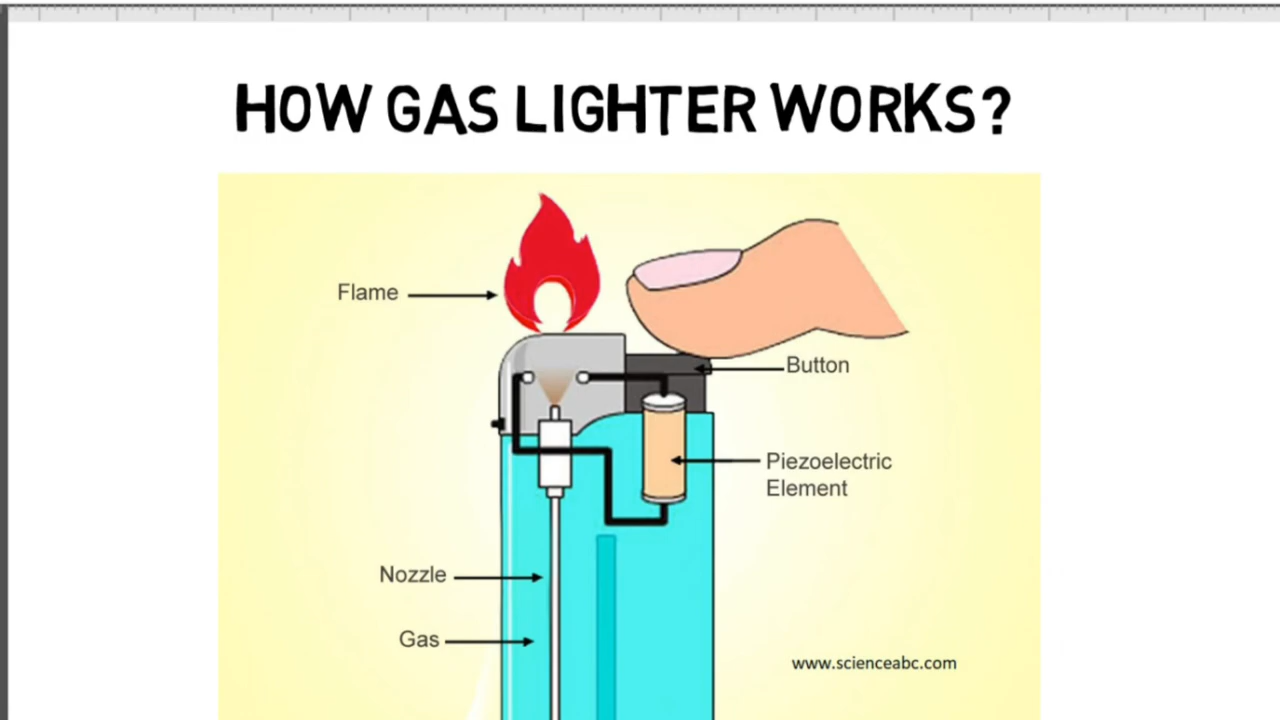 HOW GAS LIGHTER WORKS?
Flame
Button
Piezoelectric
Element
Nozzle
Gas
www.scienceabc.com